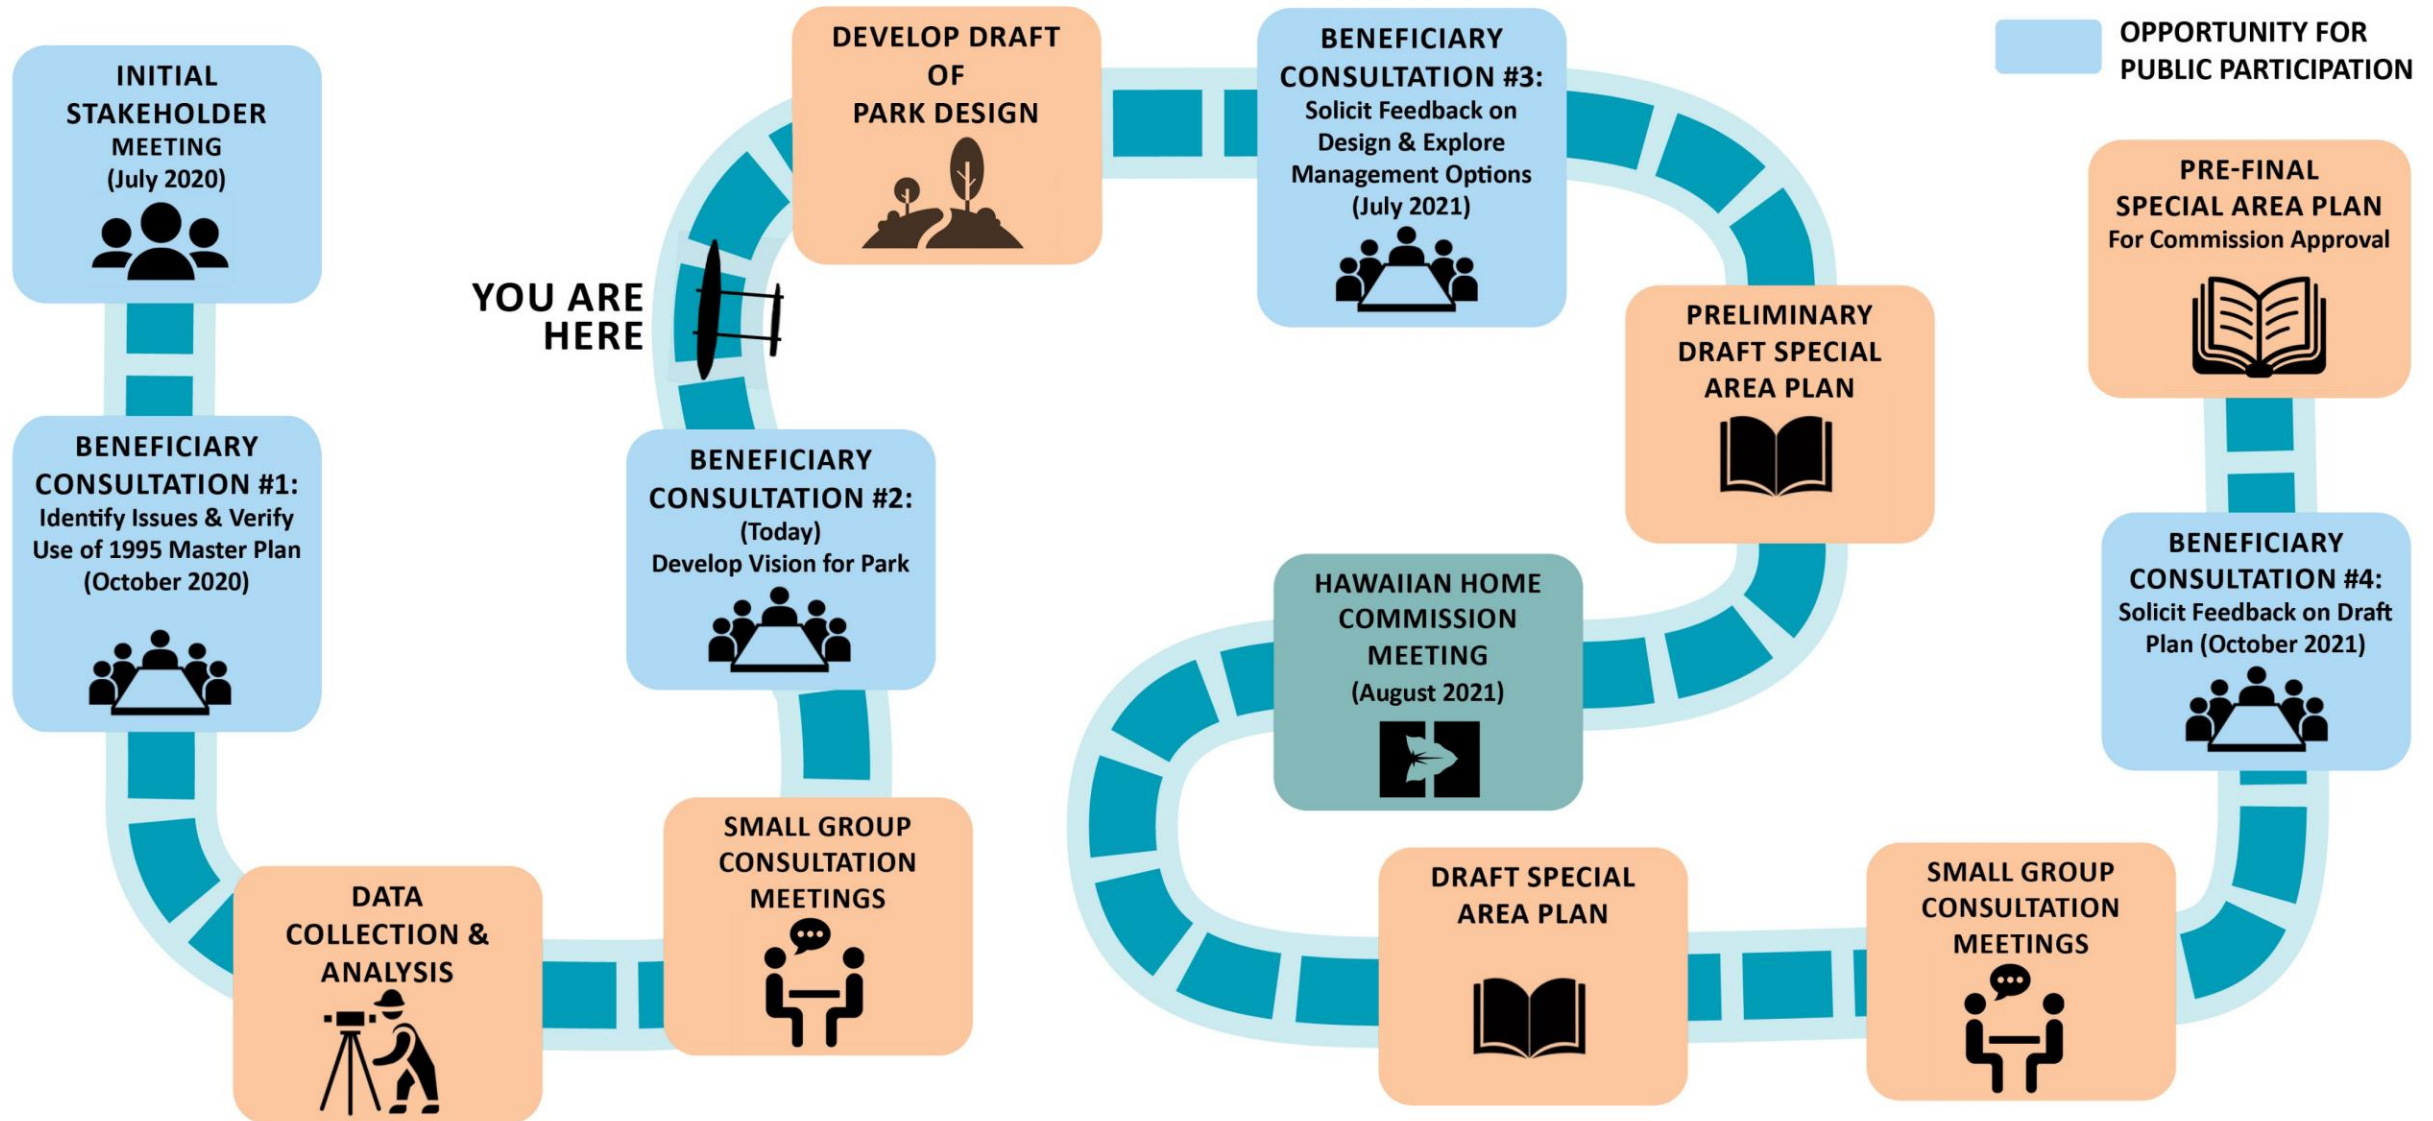 INITIAL
STAKEHOLDER
MEETING
(July 2020)
BENEFICIARY
CONSULTATION #1:
Identify Issues & Verify
Use of 1995 Master Plan
(October 2020)
DATA
COLLECTION &
ANALYSIS
SMALL GROUP
CONSULTATION
MEETINGS
BENEFICIARY
CONSULTATION #2:
(Today)
Develop Vision for Park
YOU ARE
HERE
DEVELOP DRAFT
OF
PARK DESIGN
BENEFICIARY
CONSULTATION #3:
Solicit Feedback on
Design & Explore
Management Options
(July 2021)
PRELIMINARY
DRAFT SPECIAL
AREA PLAN
HAWAIIAN HOME
COMMISSION
MEETING
(August 2021)
DRAFT SPECIAL
AREA PLAN
SMALL GROUP
CONSULTATION
MEETINGS
BENEFICIARY
CONSULTATION #4:
Solicit Feedback on Draft
Plan (October 2021)
PRE-FINAL
SPECIAL AREA PLAN
For Commission Approval
OPPORTUNITY FOR
PUBLIC PARTICIPATION